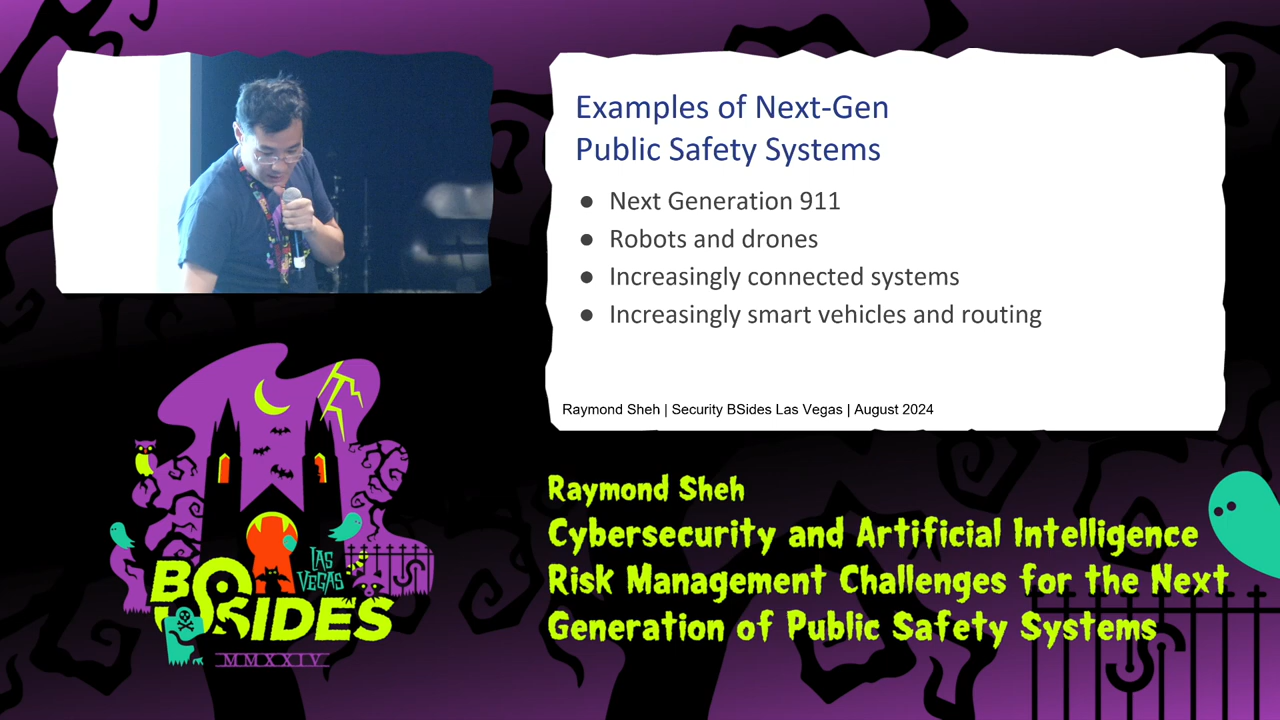 Examples of Next-Gen
Public Safety Systems
● Next Generation 911
● Robots and drones
● Increasingly connected systems
● Increasingly smart vehicles and routing
Raymond Sheh | Security BSides Las Vegas | August 2024
Raymond Sheh
Cybersecurity and Artificial Intelligence
Risk Management Challenges for the Next
Generation of Public Safety Systems
LAS
VEGAS
BSIDES
MMXXIV